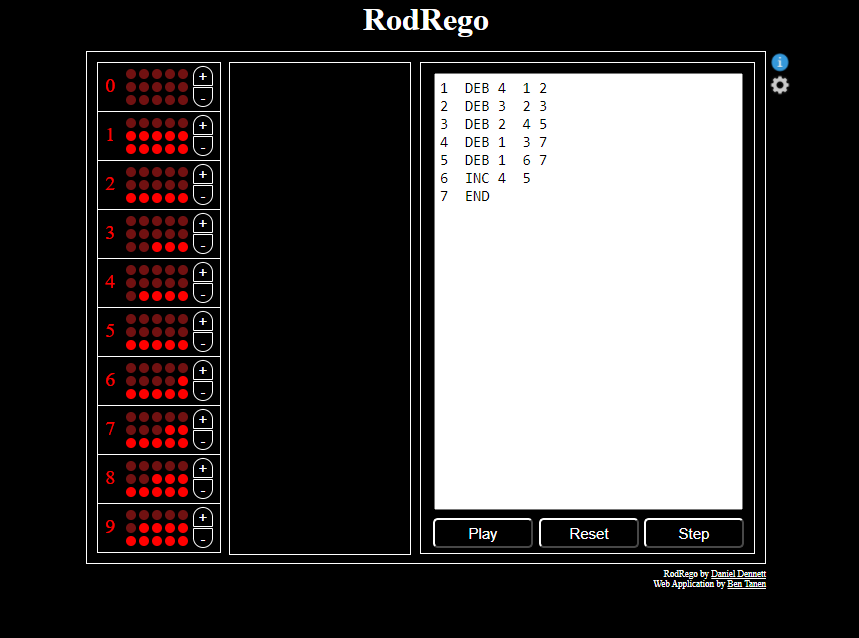 RodRego
0 +
-
1 +
-
2 +
-
3 +
-
4 +
-
5 +
-
6 +
-
7 +
-
8 +
-
9 +
-
i
1 DEB 4 1 2
2 DEB 3 2 3
3 DEB 2 4 5
4 DEB 1 3 7
5 DEB 1 6 7
6 INC 4 5
7 END
Play Reset Step
RodRego by Daniel Dennett
Web Application by Ben Tanen